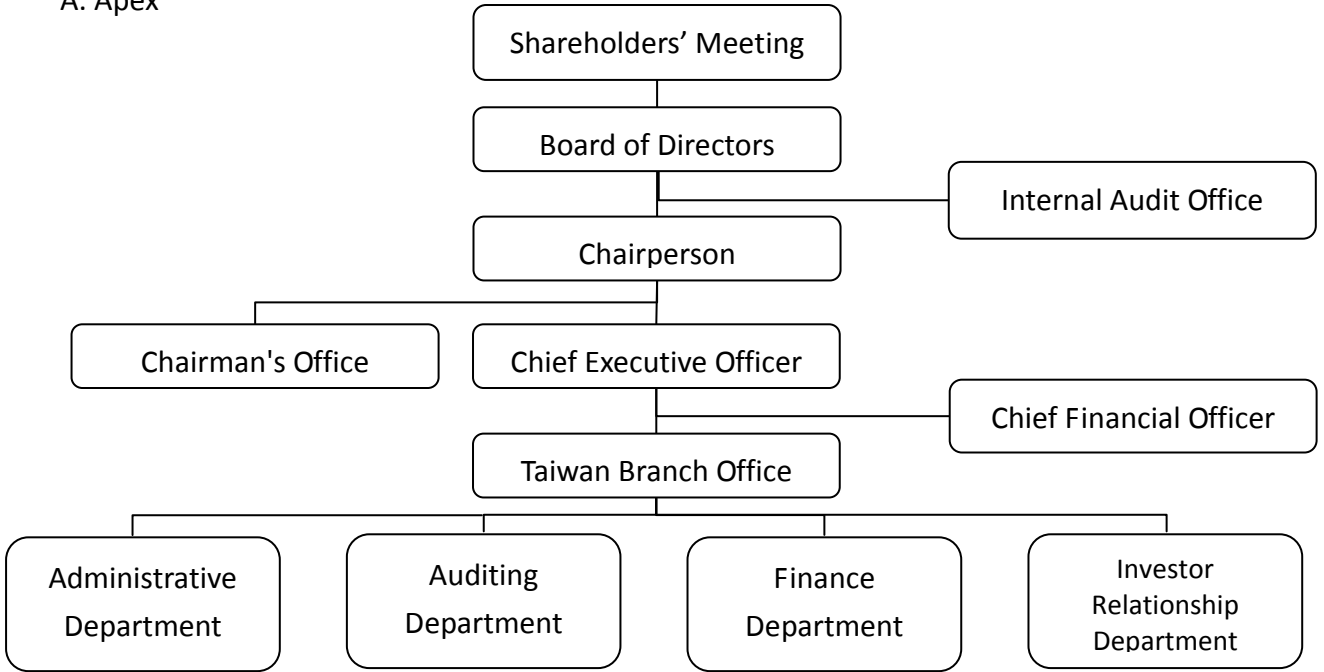 A. Apex
Shareholders’ Meeting
Board of Directors
Internal Audit Office
Chairperson
Chairman's Office
Chief Executive Officer
Chief Financial Officer
Taiwan Branch Office
Administrative
Department
Auditing
Department
Finance
Department
Investor
Relationship
Department